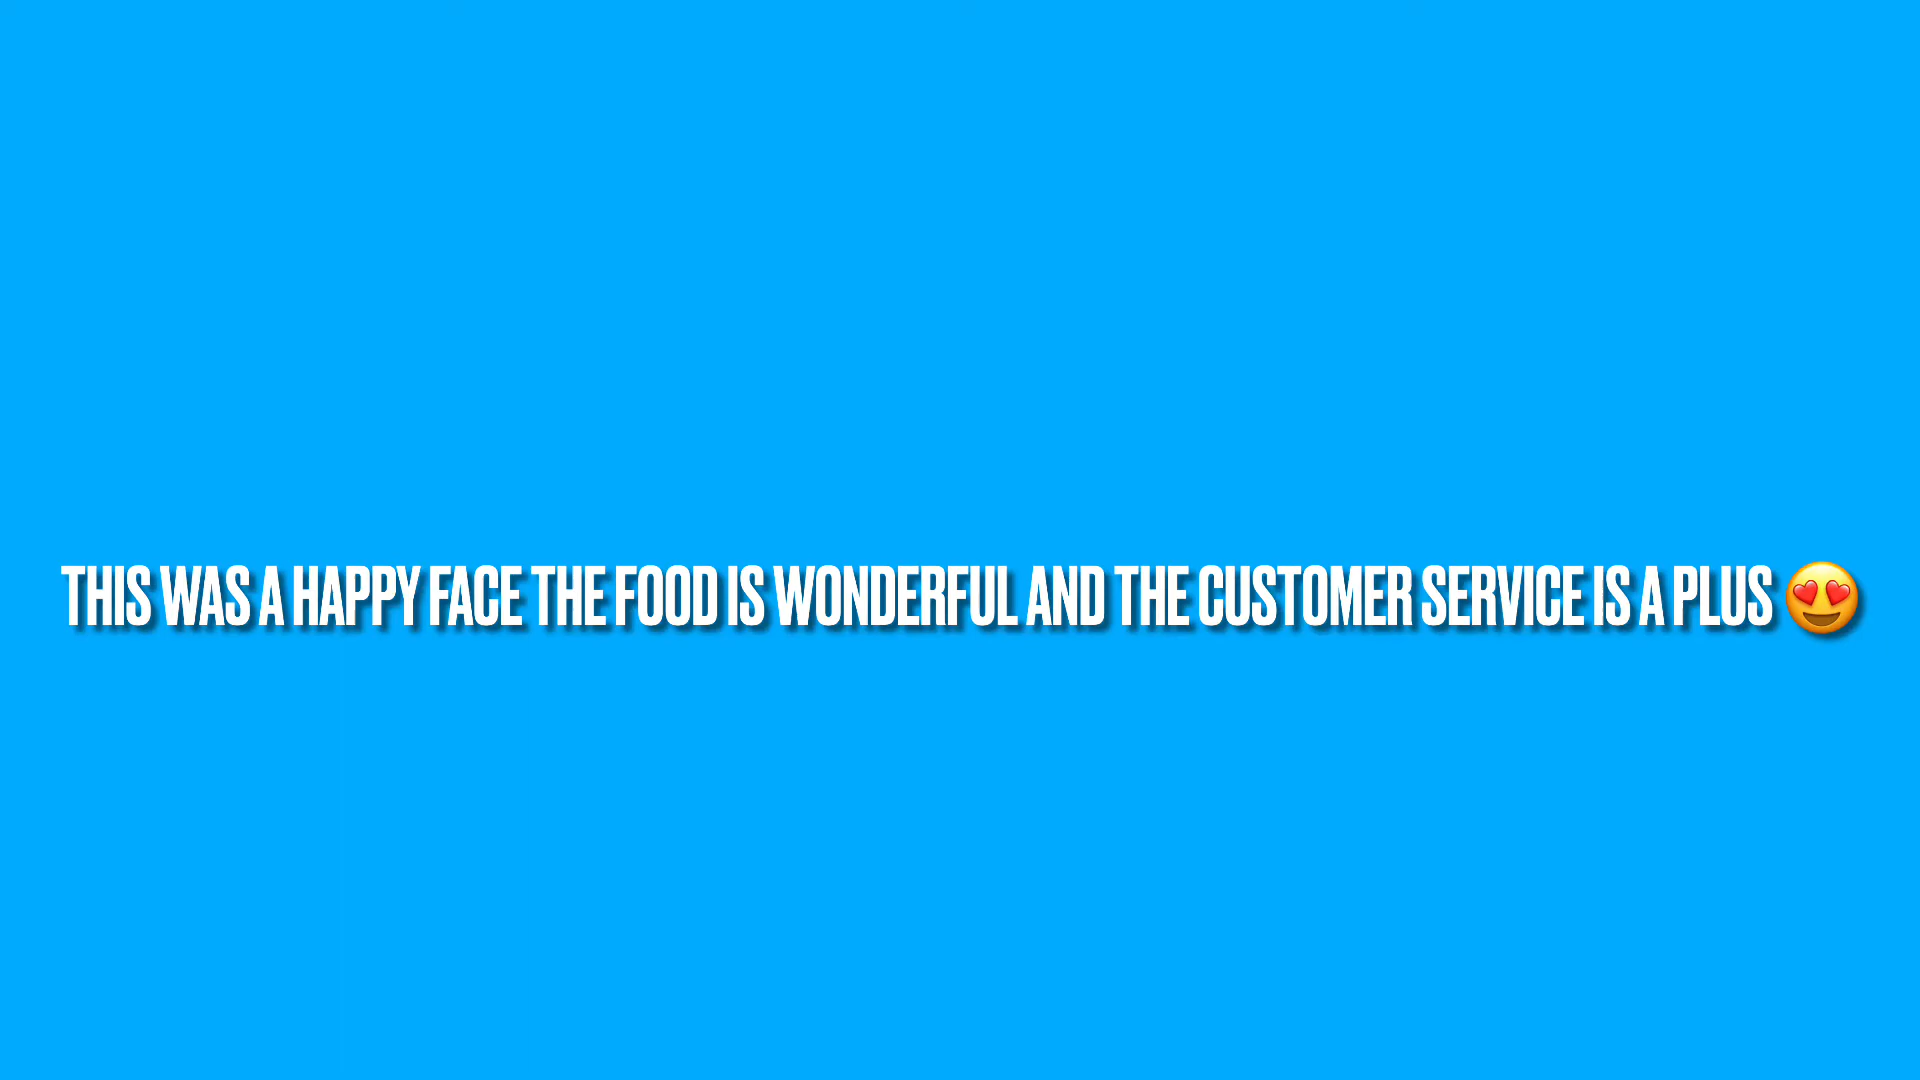 THIS WAS A HAPPY FACE THE FOOD IS WONDERFUL AND THE CUSTOMER SERVICE IS A PLUS 😍